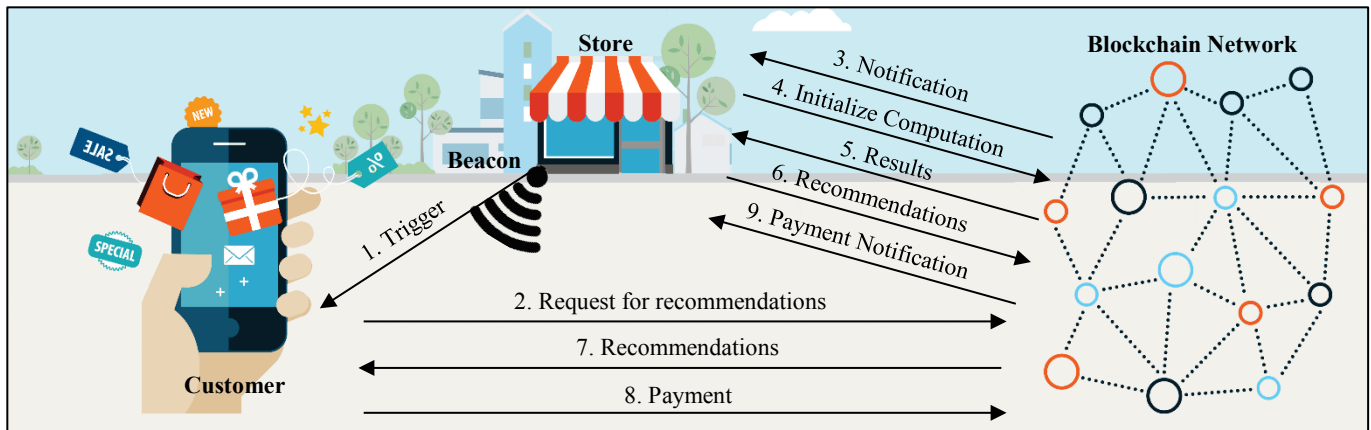 Store
Blockchain Network
3. Notification
4. Initialize Computation
NEW
SALE
%
Beacon
5. Results
6. Recommendations
1. Trigger
9. Payment Notification
SPECIAL
2. Request for recommendations
7. Recommendations
Customer
8. Payment